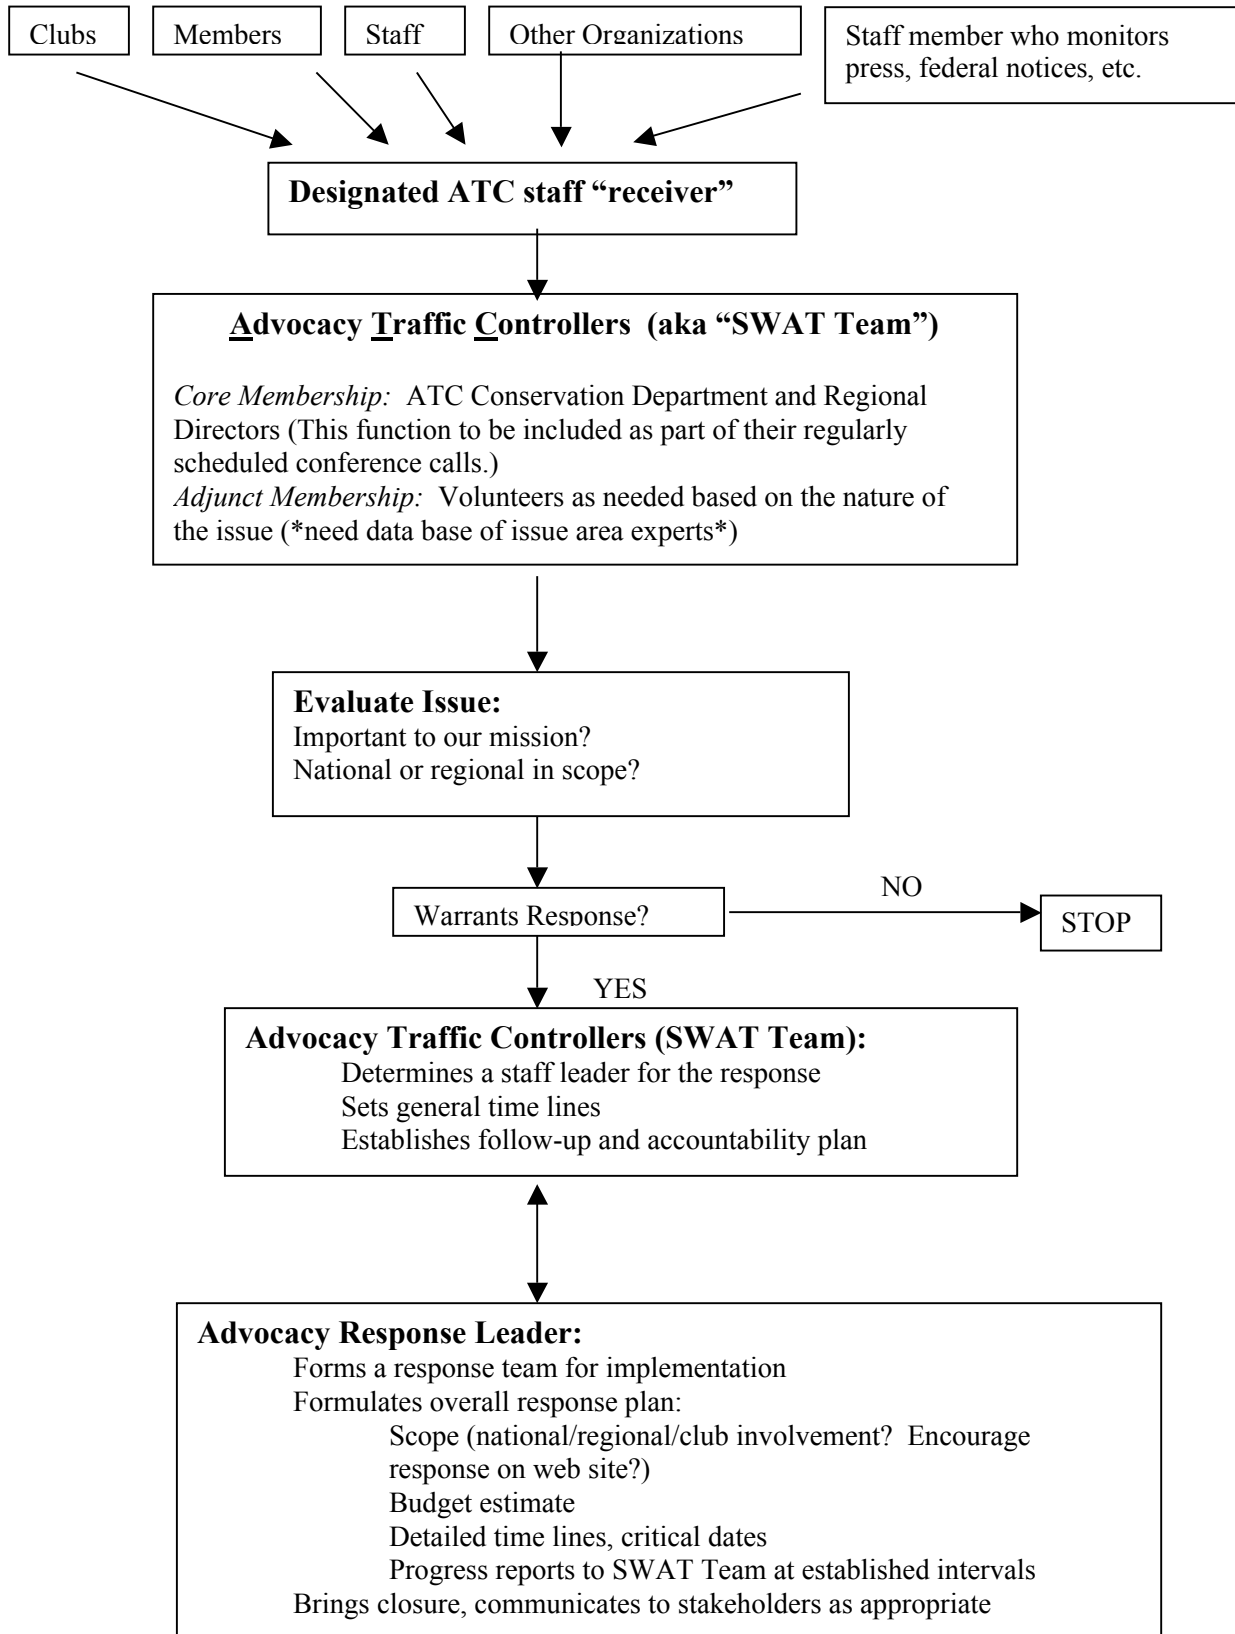 Clubs
Members
Staff
Other Organizations
Staff member who monitors
press, federal notices, etc.
Designated ATC staff “receiver”
Advocacy Traffic Controllers (aka “SWAT Team”)
Core Membership: ATC Conservation Department and Regional
Directors (This function to be included as part of their regularly
scheduled conference calls.)
Adjunct Membership: Volunteers as needed based on the nature of
the issue (*need data base of issue area experts*)
Evaluate Issue:
Important to our mission?
National or regional in scope?
Warrants Response?
NO
STOP
YES
Advocacy Traffic Controllers (SWAT Team):
Determines a staff leader for the response
Sets general time lines
Establishes follow-up and accountability plan
Advocacy Response Leader:
Forms a response team for implementation
Formulates overall response plan:
Scope (national/regional/club involvement? Encourage
response on web site?)
Budget estimate
Detailed time lines, critical dates
Progress reports to SWAT Team at established intervals
Brings closure, communicates to stakeholders as appropriate